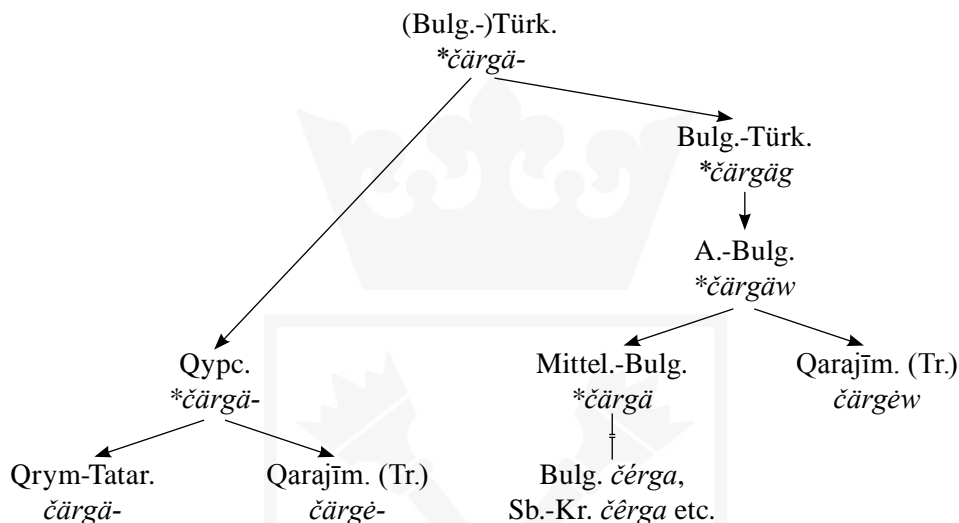 (Bulg.-)Türk.
*čärgä-
Bulg.-Türk.
*čärgäg
A.-Bulg.
*čärgäw
Qypc.
*čärgä-
Mittel.-Bulg.
*čärgä
Qarajīm. (Tr.)
čärgėw
Qrym-Tatar.
čärgä-
Qarajīm. (Tr.)
čärgė-
Bulg. čérga,
Sb.-Kr. čêrga etc.